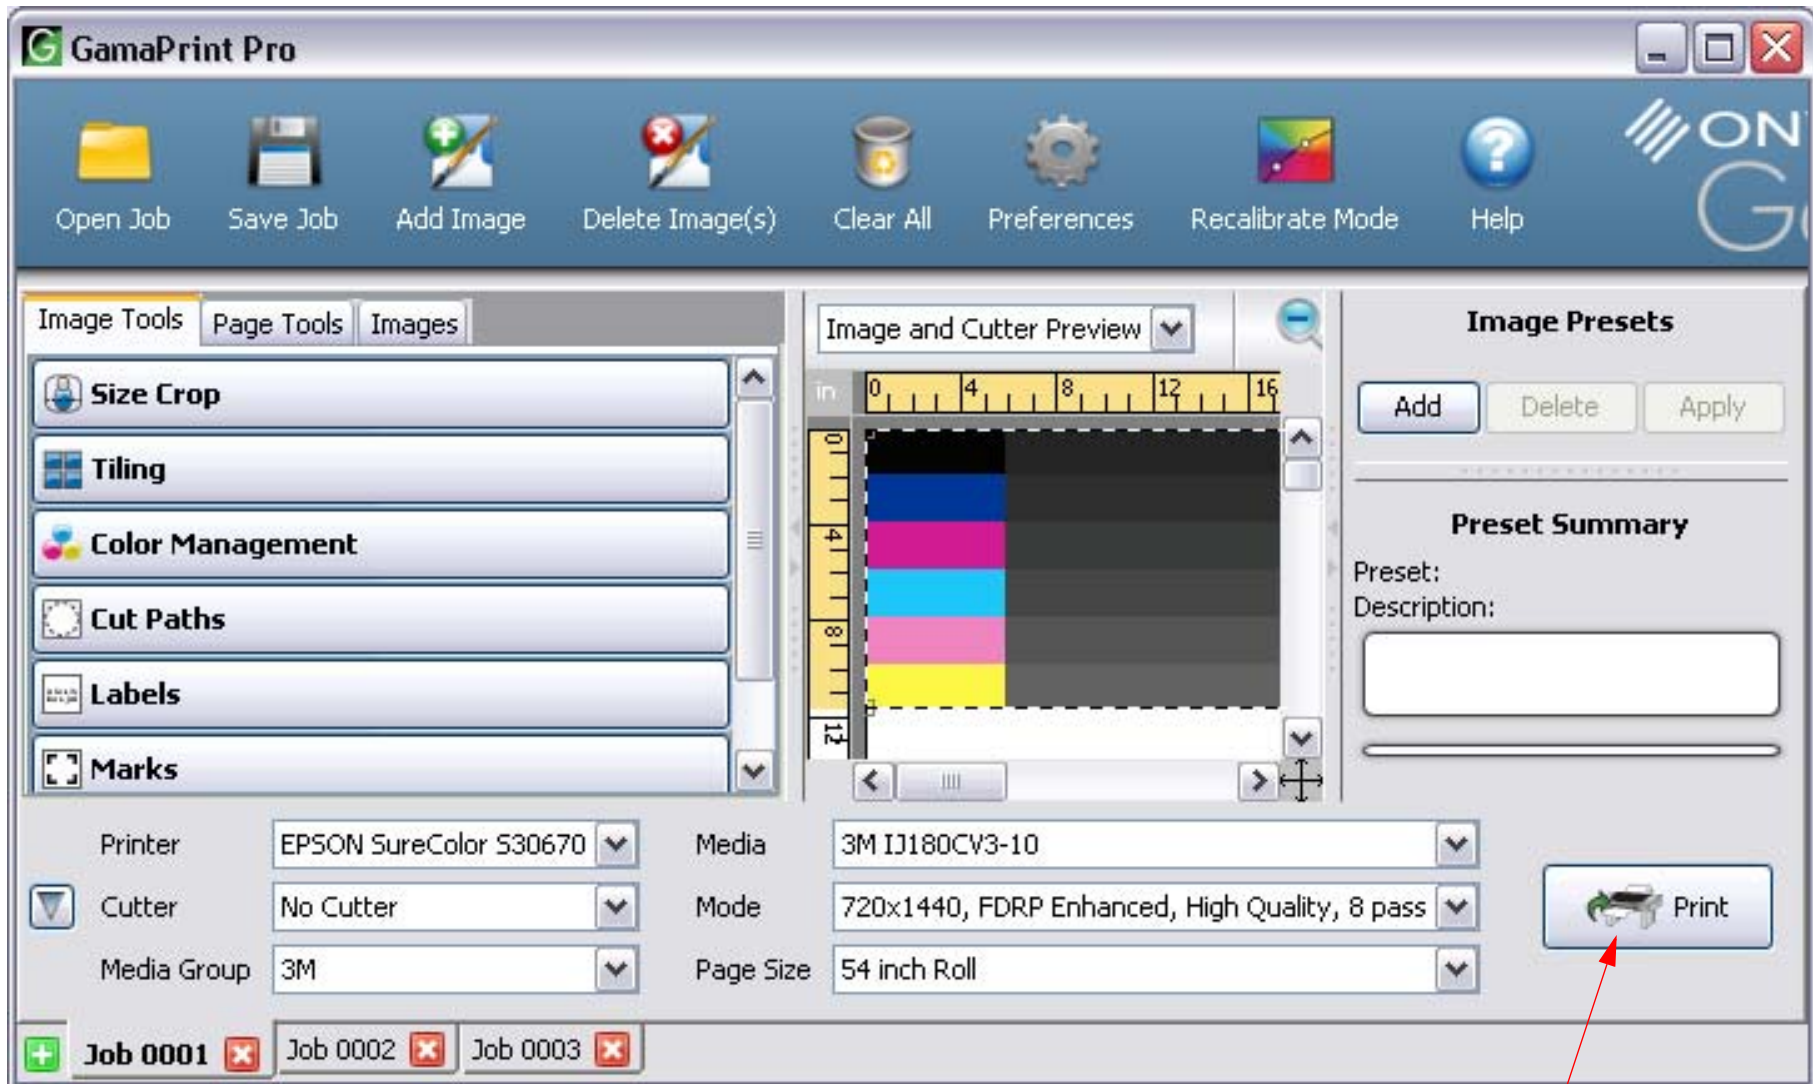 GamaPrint Pro
Open Job Save Job Add Image Delete Image(s) Clear All Preferences Recalibrate Mode Help
Image Tools Page Tools Images
Size Crop
Tiling
Color Management
Cut Paths
Labels
Marks
Image and Cutter Preview
in 0 4 8 12 16
0
4
8
12
Image Presets
Add Delete Apply
Preset Summary
Preset:
Description:
Printer EPSON SureColor S30670 Media 3M IJ180CV3-10
Cutter No Cutter Mode 720x1440, FDRP Enhanced, High Quality, 8 pass
Media Group 3M Page Size 54 inch Roll
Print
Job 0001 Job 0002 Job 0003